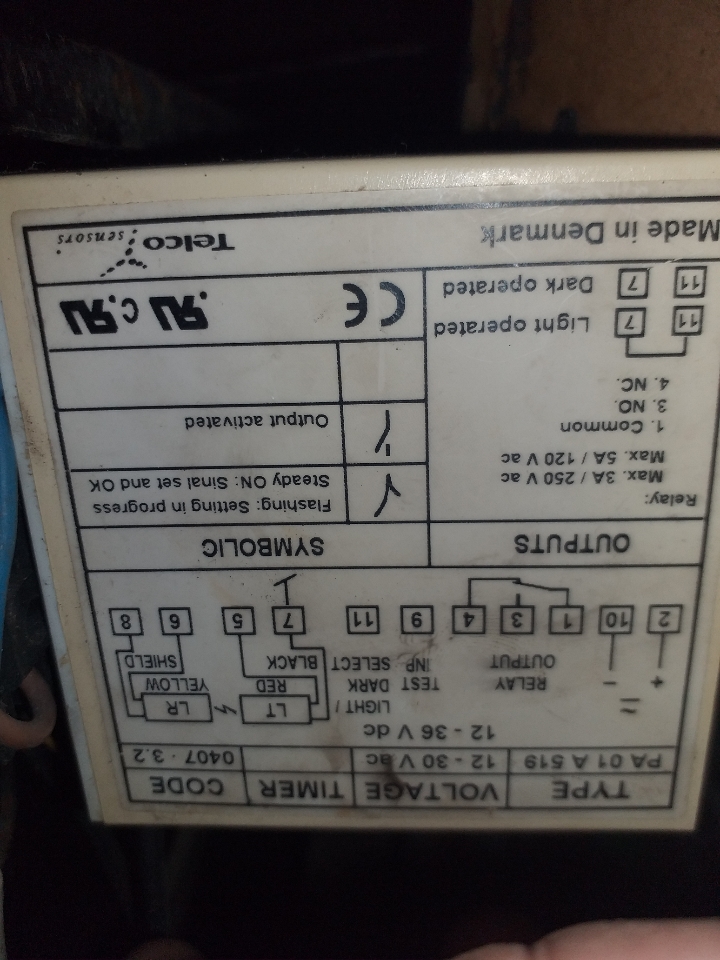 TYPE VOLTAGE TIMER CODE
PA 01 A 519 12 - 30 V ac 0407 · 3.2
12 - 36 V dc
+ −
RELAY OUTPUT
TEST INP
LIGHT / DARK SELECT
LT
RED
BLACK
LR
YELLOW
SHIELD
2 10 1 3 4 9 11 7 5 6 8
OUTPUTS
Relay:
Max. 3A / 250 V ac
Max. 5A / 120 V ac
1. Common
3. NO.
4. NC.
11 7 Light operated
11 7 Dark operated
SYMBOLIC
Flashing: Setting in progress
Steady ON: Sinal set and OK
Output activated
CE RU c RU
Made in Denmark
Telco sensors